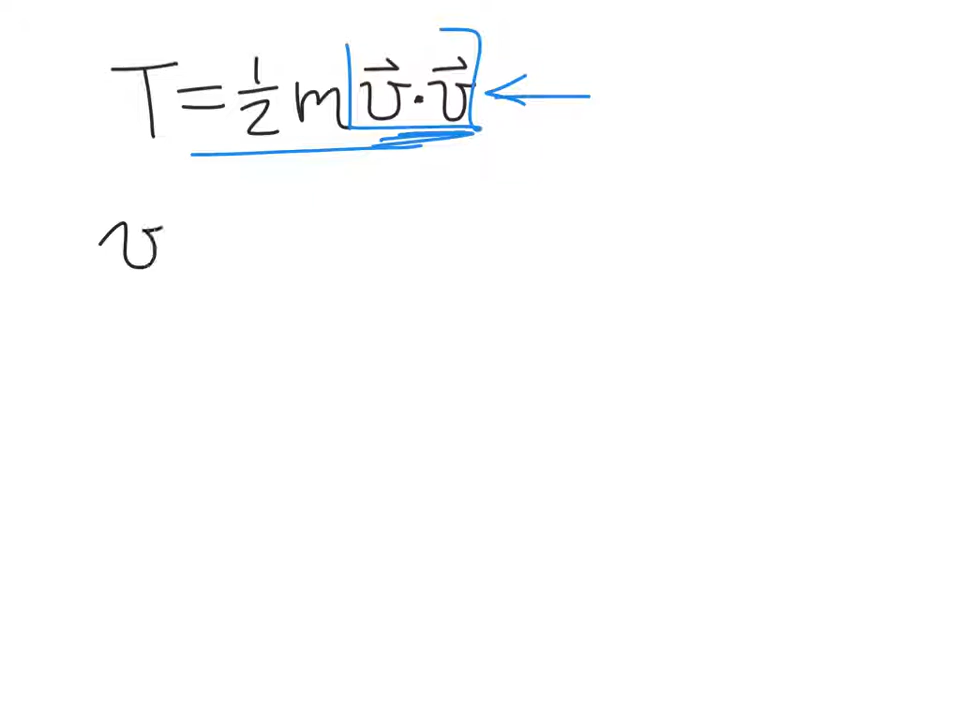 T = ½ m v⃗ · v⃗
v